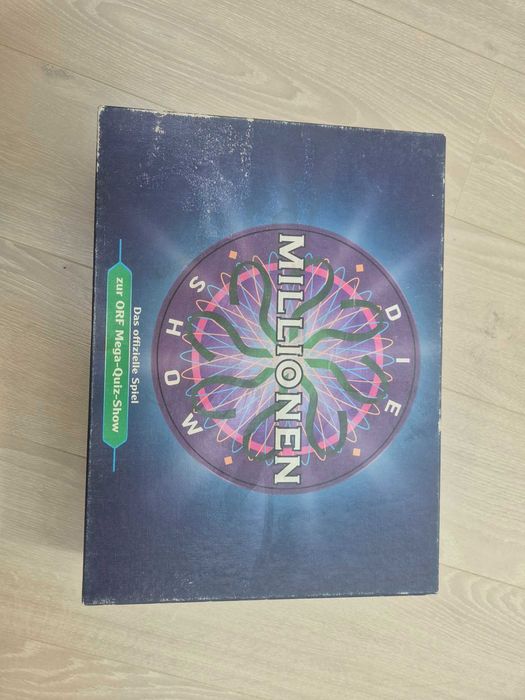 DIE
MILLIONEN
SHOW
Das offizielle Spiel
zur ORF Mega-Quiz-Show